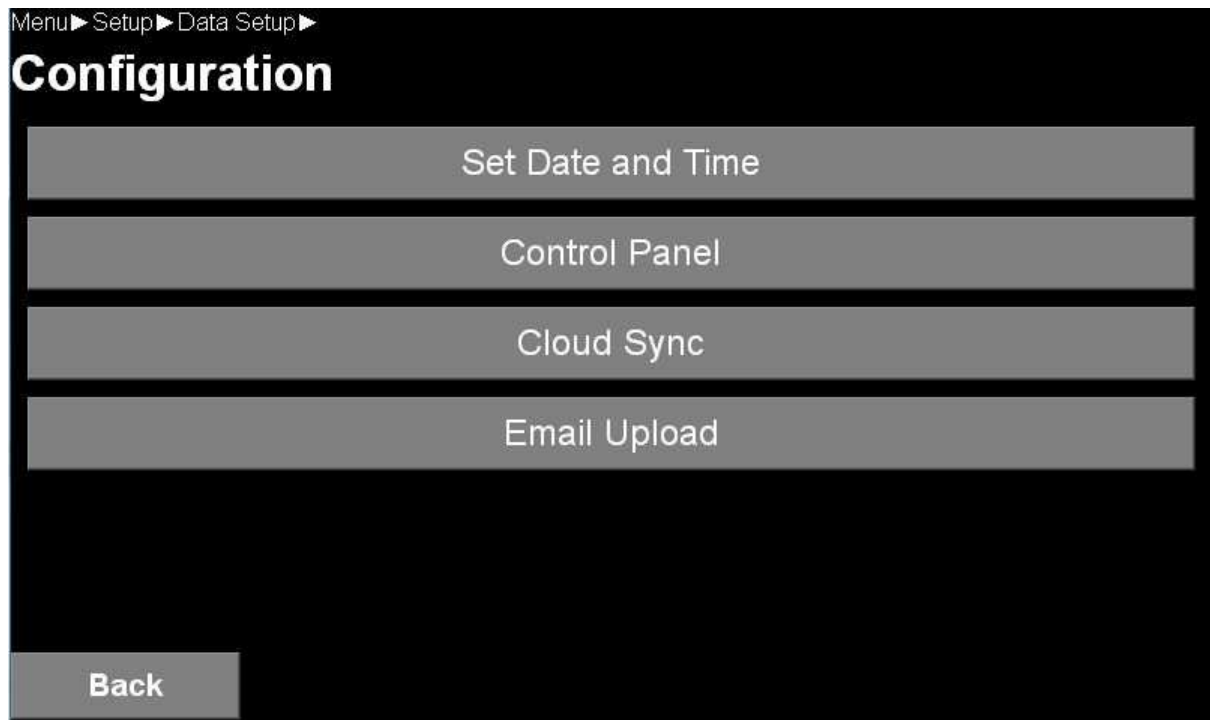 Menu►Setup►Data Setup►
Configuration
Set Date and Time
Control Panel
Cloud Sync
Email Upload
Back